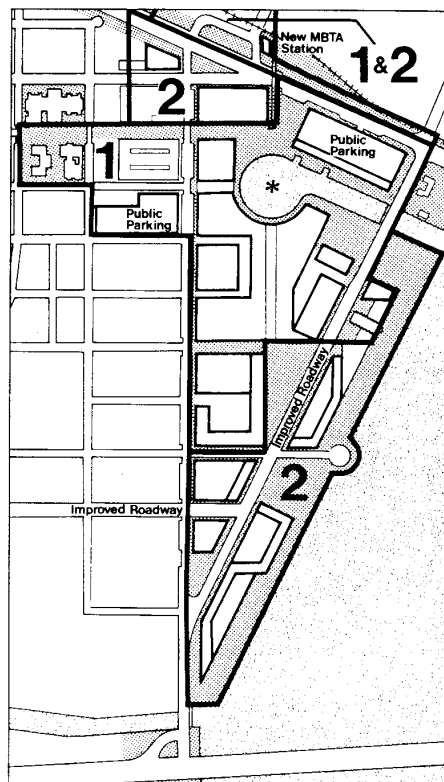 New MBTA
Station
1 & 2
2
Public
Parking
1
*
Public
Parking
Improved Roadway
2
Improved Roadway